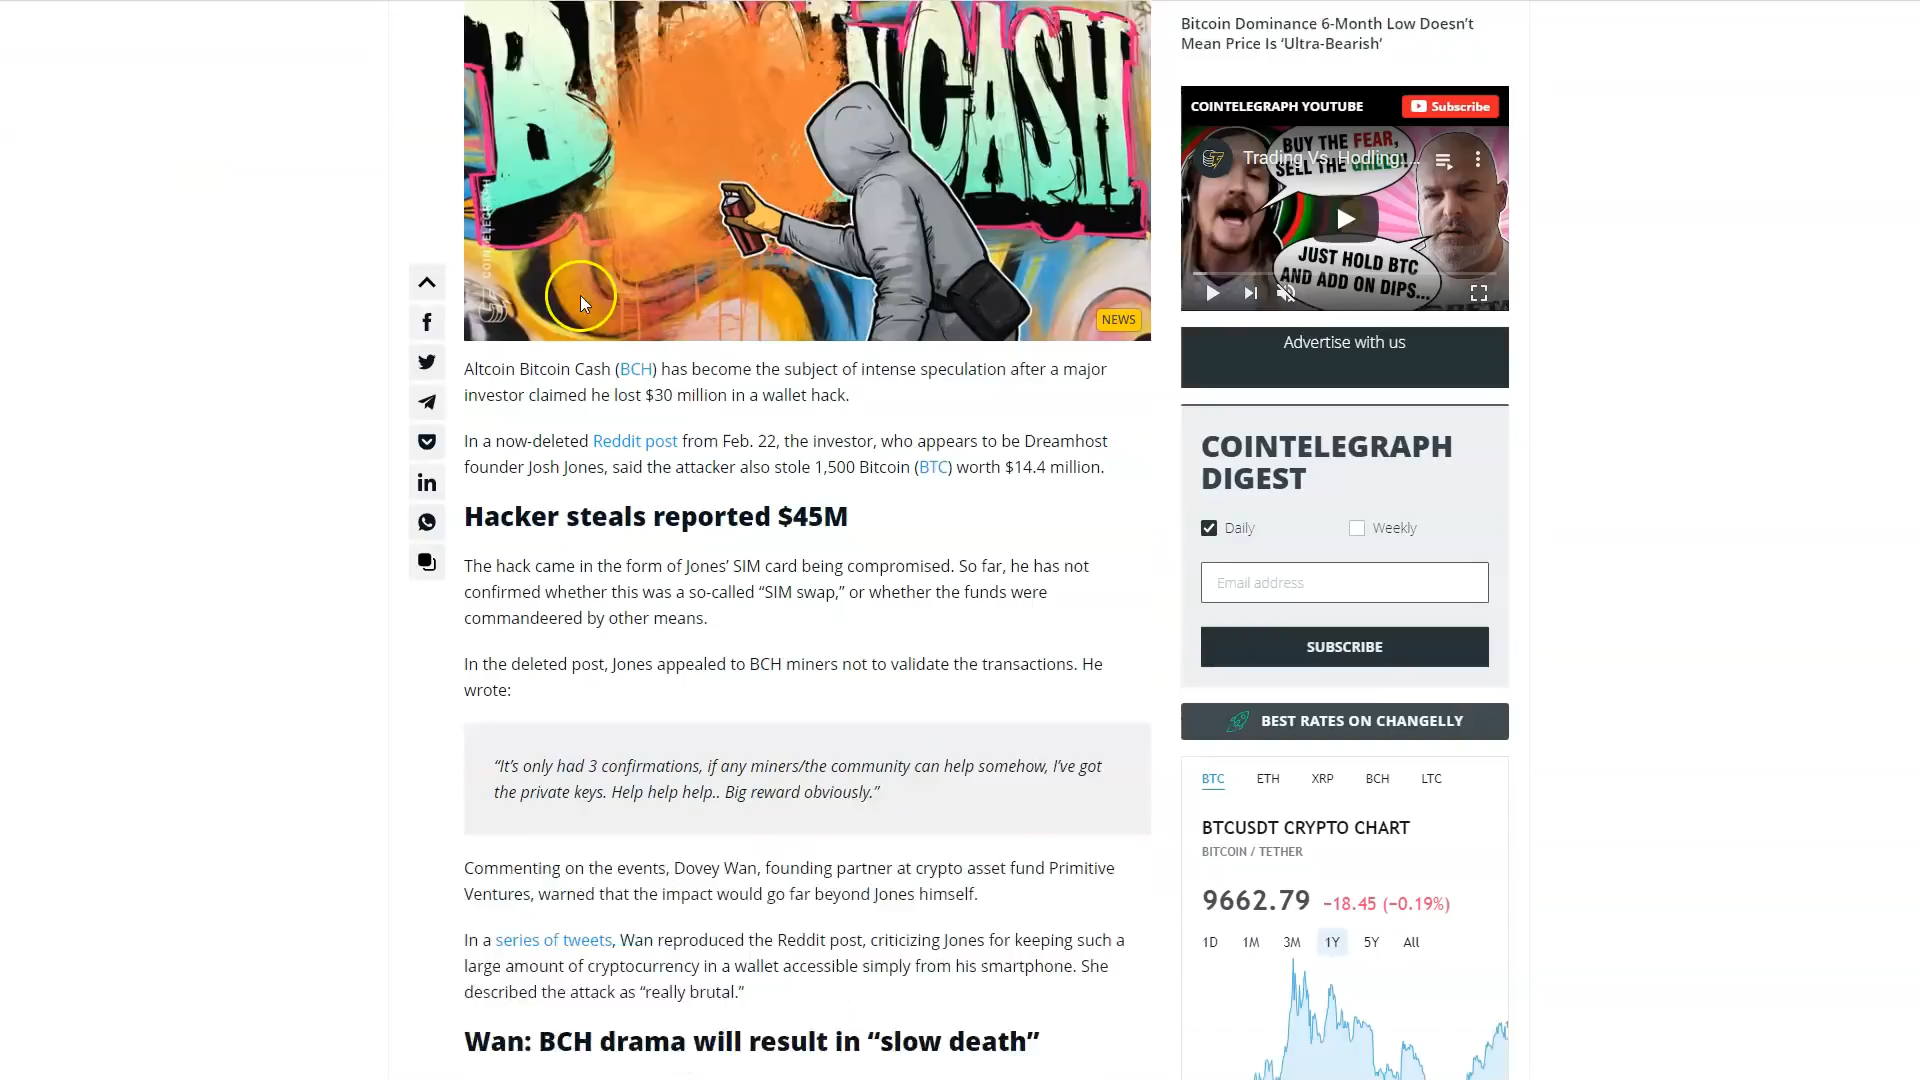 B NCASH
COINTELEGRAPH
NEWS
Altcoin Bitcoin Cash (BCH) has become the subject of intense speculation after a major
investor claimed he lost $30 million in a wallet hack.
In a now-deleted Reddit post from Feb. 22, the investor, who appears to be Dreamhost
founder Josh Jones, said the attacker also stole 1,500 Bitcoin (BTC) worth $14.4 million.
Hacker steals reported $45M
The hack came in the form of Jones’ SIM card being compromised. So far, he has not
confirmed whether this was a so-called “SIM swap,” or whether the funds were
commandeered by other means.
In the deleted post, Jones appealed to BCH miners not to validate the transactions. He
wrote:
“It’s only had 3 confirmations, if any miners/the community can help somehow, I’ve got
the private keys. Help help help.. Big reward obviously.”
Commenting on the events, Dovey Wan, founding partner at crypto asset fund Primitive
Ventures, warned that the impact would go far beyond Jones himself.
In a series of tweets, Wan reproduced the Reddit post, criticizing Jones for keeping such a
large amount of cryptocurrency in a wallet accessible simply from his smartphone. She
described the attack as “really brutal.”
Wan: BCH drama will result in “slow death”
Bitcoin Dominance 6-Month Low Doesn’t
Mean Price Is ‘Ultra-Bearish’
COINTELEGRAPH YOUTUBE
Subscribe
Trading Vs. Hodling:...
BUY THE FEAR,
SELL THE GREED!
JUST HOLD BTC
AND ADD ON DIPS...
Advertise with us
COINTELEGRAPH
DIGEST
Daily Weekly
Email address
SUBSCRIBE
BEST RATES ON CHANGELLY
BTC ETH XRP BCH LTC
BTCUSDT CRYPTO CHART
BITCOIN / TETHER
9662.79 −18.45 (−0.19%)
1D 1M 3M 1Y 5Y All